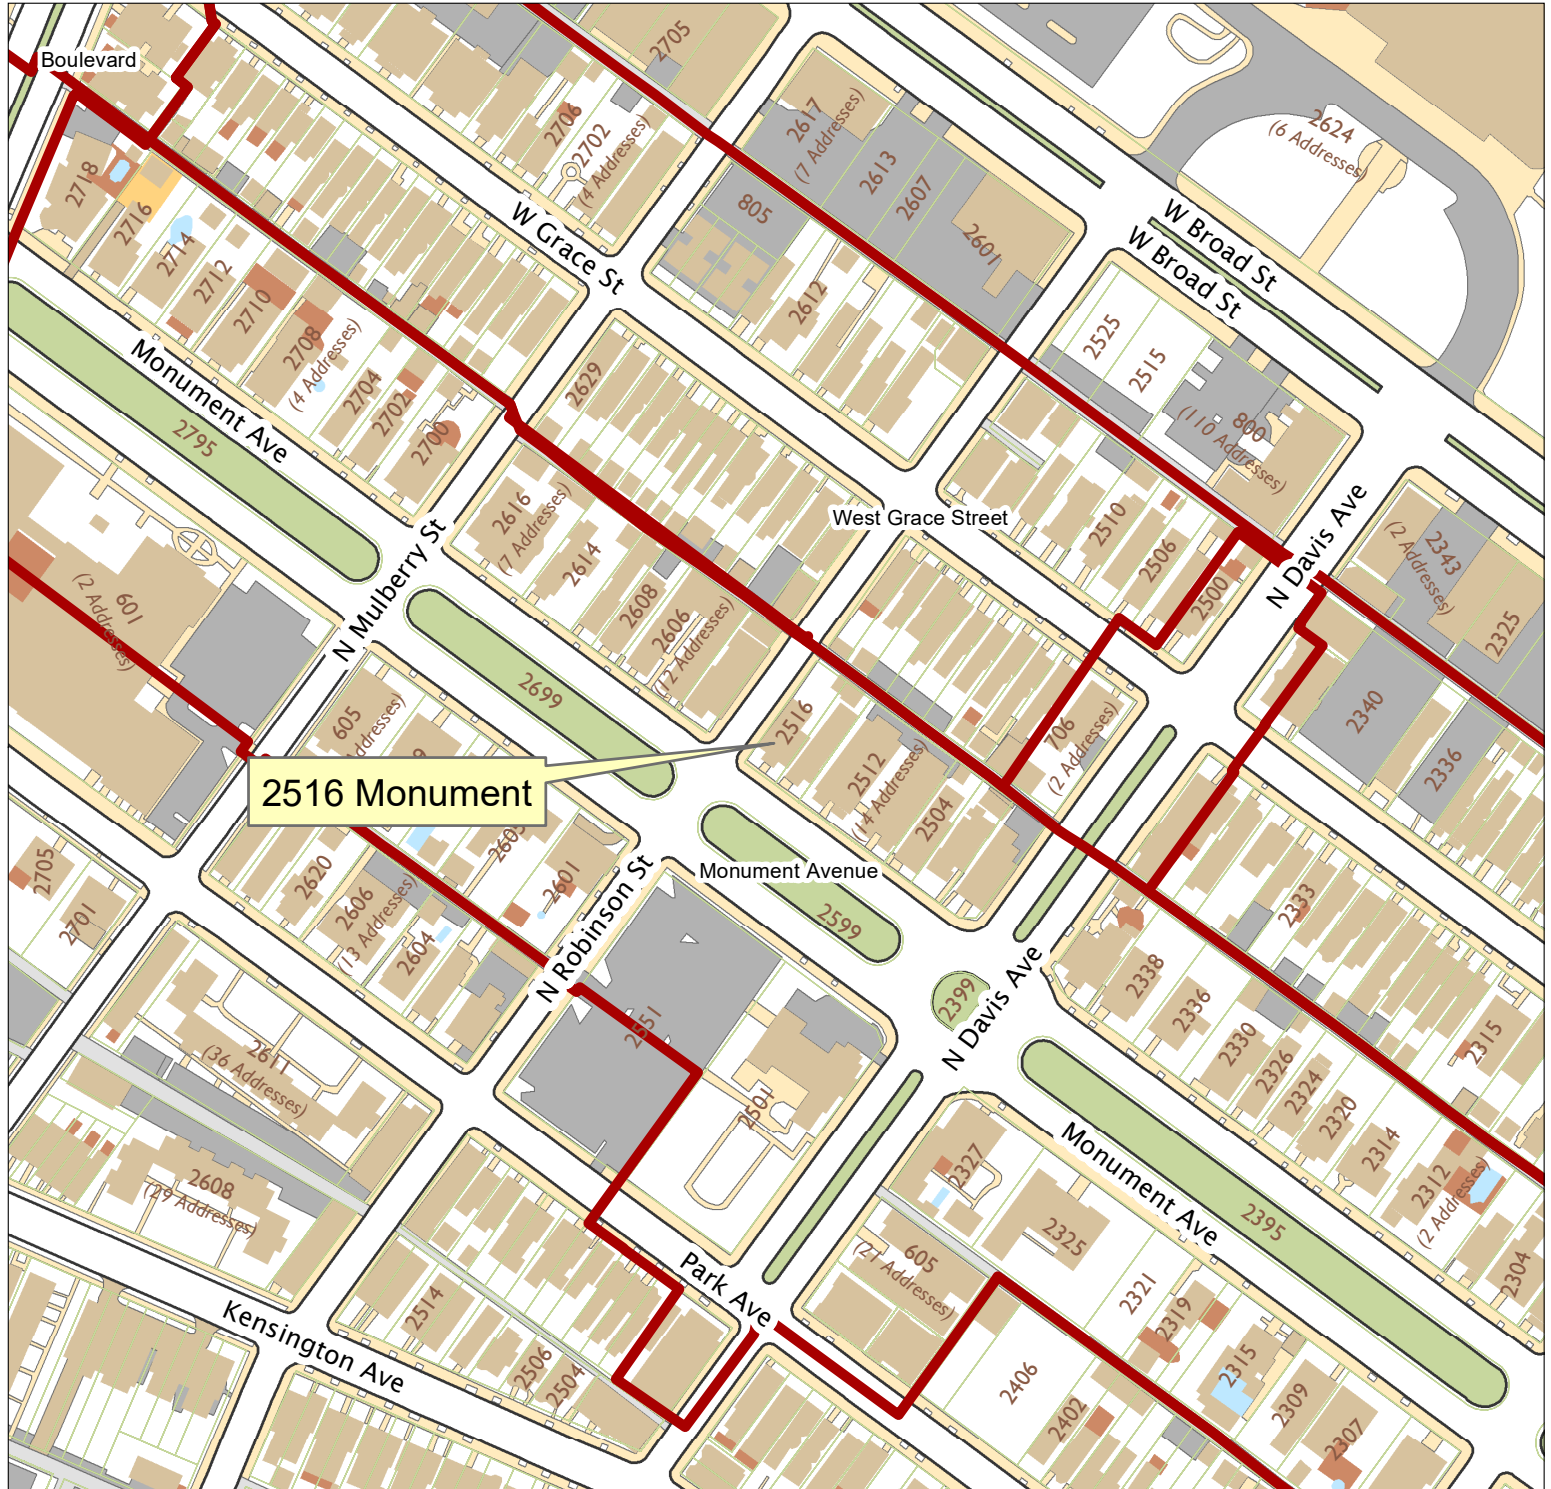 Boulevard
2705
2706
2702
(4 Addresses)
2617
(7 Addresses)
2613
2607
805
2601
2612
2624
(6 Addresses)
W Broad St
W Broad St
W Grace St
2718
2716
2714
2712
2710
2708
(4 Addresses)
2704
2702
2700
Monument Ave
2795
2629
2525
2515
800
(110 Addresses)
N Davis Ave
2343
(2 Addresses)
2325
West Grace Street
2510
2506
2500
2616
(7 Addresses)
2614
2608
2606
(12 Addresses)
N Mulberry St
601
(2 Addresses)
2699
605
2516
2512
(14 Addresses)
2504
706
(2 Addresses)
2340
2336
2516 Monument
Monument Avenue
2599
2705
2701
2620
2606
(13 Addresses)
2604
2601
N Robinson St
2551
2501
2399
N Davis Ave
2338
2336
2330
2326
2324
2320
2314
2312
(2 Addresses)
2304
2333
2315
2611
(36 Addresses)
2608
(29 Addresses)
2327
2325
Monument Ave
2395
605
(21 Addresses)
2321
2319
2315
2309
2307
Park Ave
2514
2506
2504
Kensington Ave
2406
2402